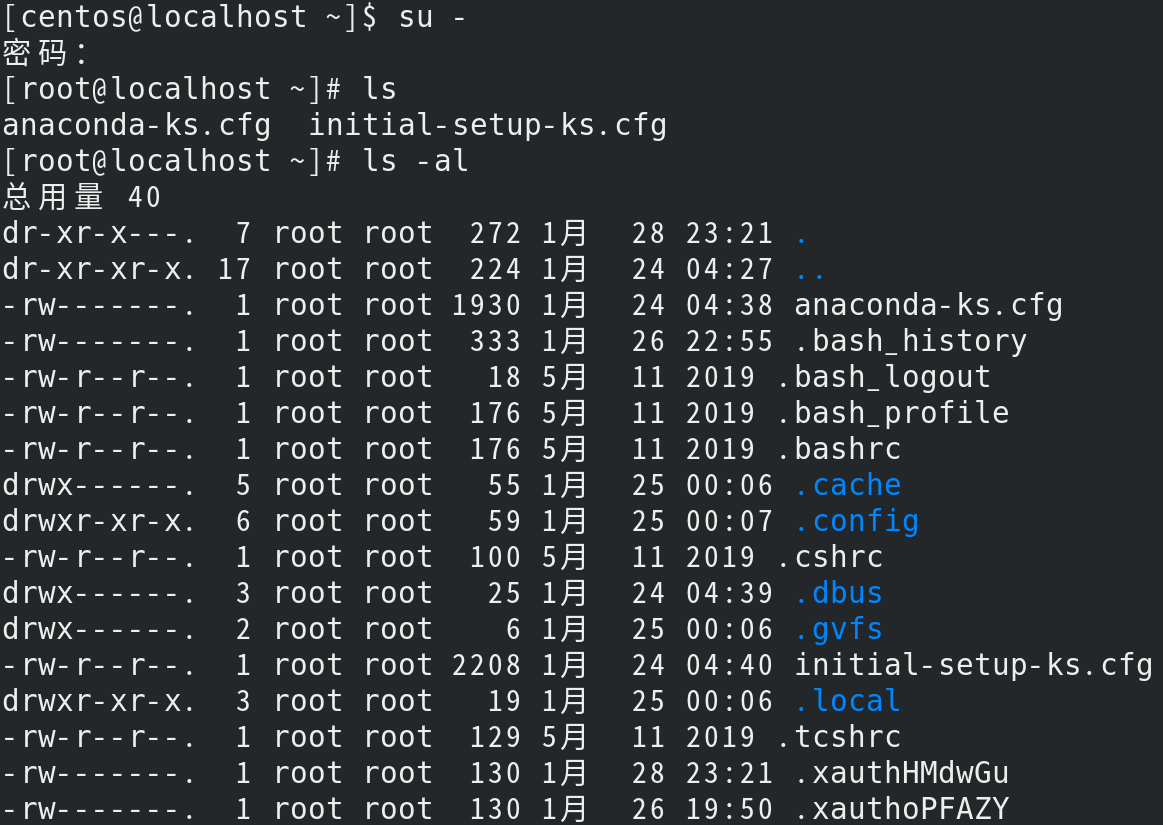 [centos@localhost ~]$ su -
密码：
[root@localhost ~]# ls
anaconda-ks.cfg  initial-setup-ks.cfg
[root@localhost ~]# ls -al
总用量 40
dr-xr-x---.  7 root root  272 1月   28 23:21 .
dr-xr-xr-x. 17 root root  224 1月   24 04:27 ..
-rw-------.  1 root root 1930 1月   24 04:38 anaconda-ks.cfg
-rw-------.  1 root root  333 1月   26 22:55 .bash_history
-rw-r--r--.  1 root root   18 5月   11 2019 .bash_logout
-rw-r--r--.  1 root root  176 5月   11 2019 .bash_profile
-rw-r--r--.  1 root root  176 5月   11 2019 .bashrc
drwx------.  5 root root   55 1月   25 00:06 .cache
drwxr-xr-x.  6 root root   59 1月   25 00:07 .config
-rw-r--r--.  1 root root  100 5月   11 2019 .cshrc
drwx------.  3 root root   25 1月   24 04:39 .dbus
drwx------.  2 root root    6 1月   25 00:06 .gvfs
-rw-r--r--.  1 root root 2208 1月   24 04:40 initial-setup-ks.cfg
drwxr-xr-x.  3 root root   19 1月   25 00:06 .local
-rw-r--r--.  1 root root  129 5月   11 2019 .tcshrc
-rw-------.  1 root root  130 1月   28 23:21 .xauthHMdwGu
-rw-------.  1 root root  130 1月   26 19:50 .xauthoPFAZY